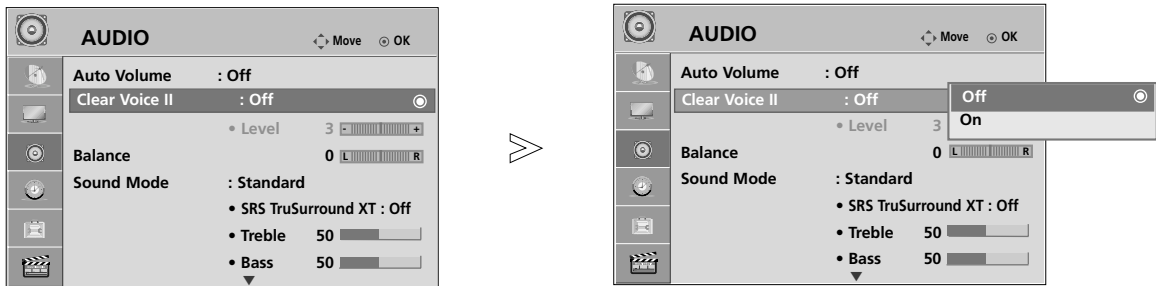 AUDIO Move OK
Auto Volume : Off
Clear Voice II : Off
• Level 3 - +
Balance 0 L R
Sound Mode : Standard
• SRS TruSurround XT : Off
• Treble 50
• Bass 50
AUDIO Move OK
Auto Volume : Off
Clear Voice II : Off
Off
On
• Level 3
Balance 0 L R
Sound Mode : Standard
• SRS TruSurround XT : Off
• Treble 50
• Bass 50